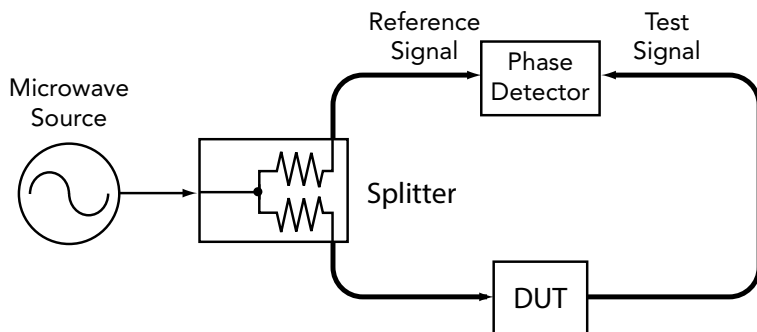 Reference
Signal
Test
Signal
Phase
Detector
Microwave
Source
Splitter
DUT